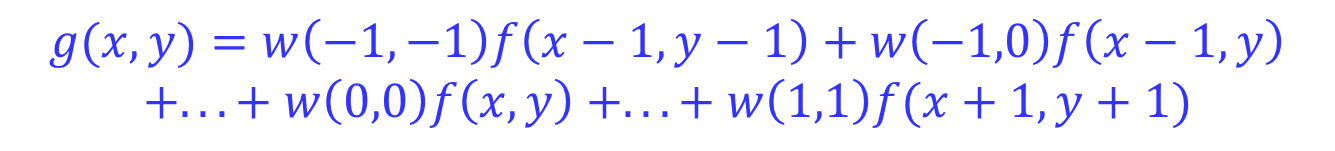 g(x, y) = w(−1, −1)f(x − 1, y − 1) + w(−1,0)f(x − 1, y)
+...+ w(0,0)f(x, y) +...+ w(1,1)f(x + 1, y + 1)